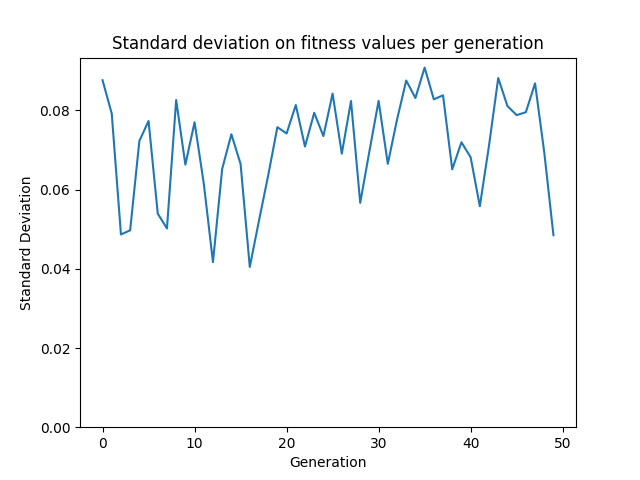 Standard deviation on fitness values per generation
Standard Deviation
0.08
0.06
0.04
0.02
0.00
0 10 20 30 40 50
Generation